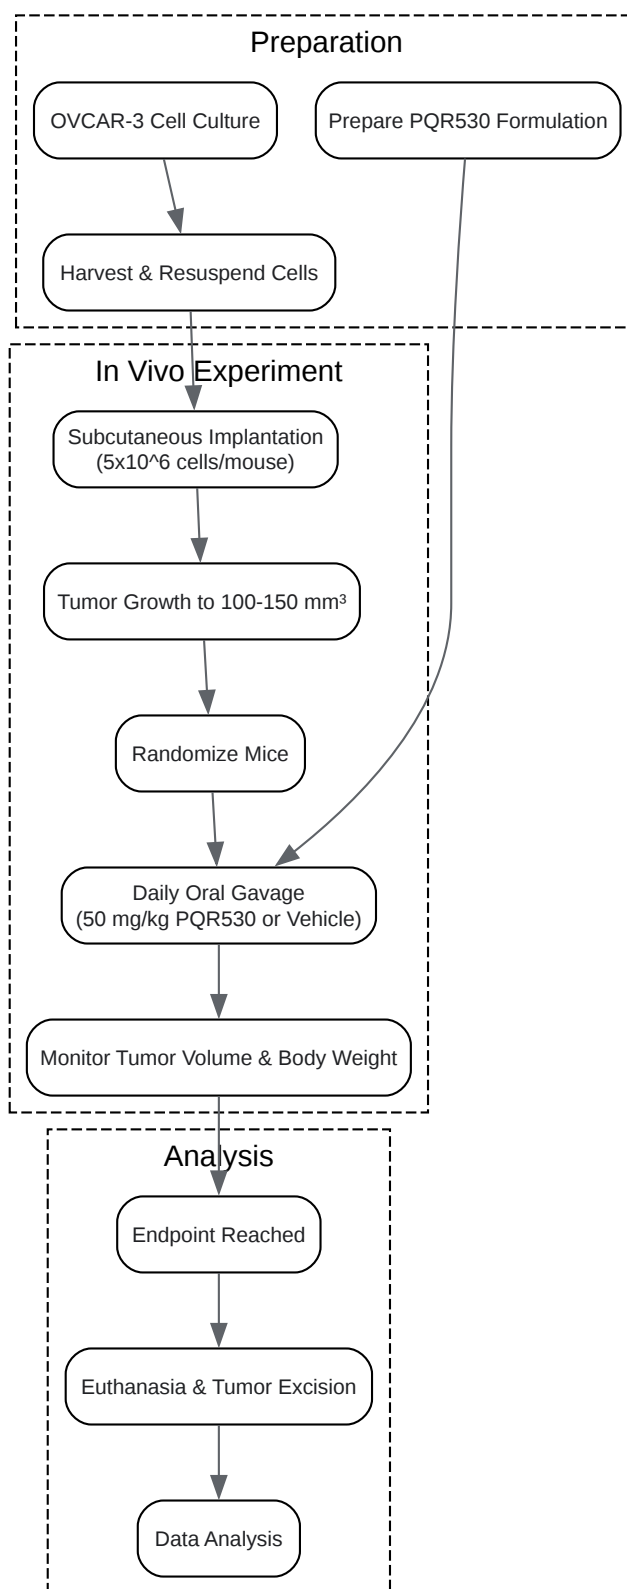 Preparation
OVCAR-3 Cell Culture
Prepare PQR530 Formulation
Harvest & Resuspend Cells
In Vivo Experiment
Subcutaneous Implantation
(5x10^6 cells/mouse)
Tumor Growth to 100-150 mm³
Randomize Mice
Daily Oral Gavage
(50 mg/kg PQR530 or Vehicle)
Monitor Tumor Volume & Body Weight
Analysis
Endpoint Reached
Euthanasia & Tumor Excision
Data Analysis